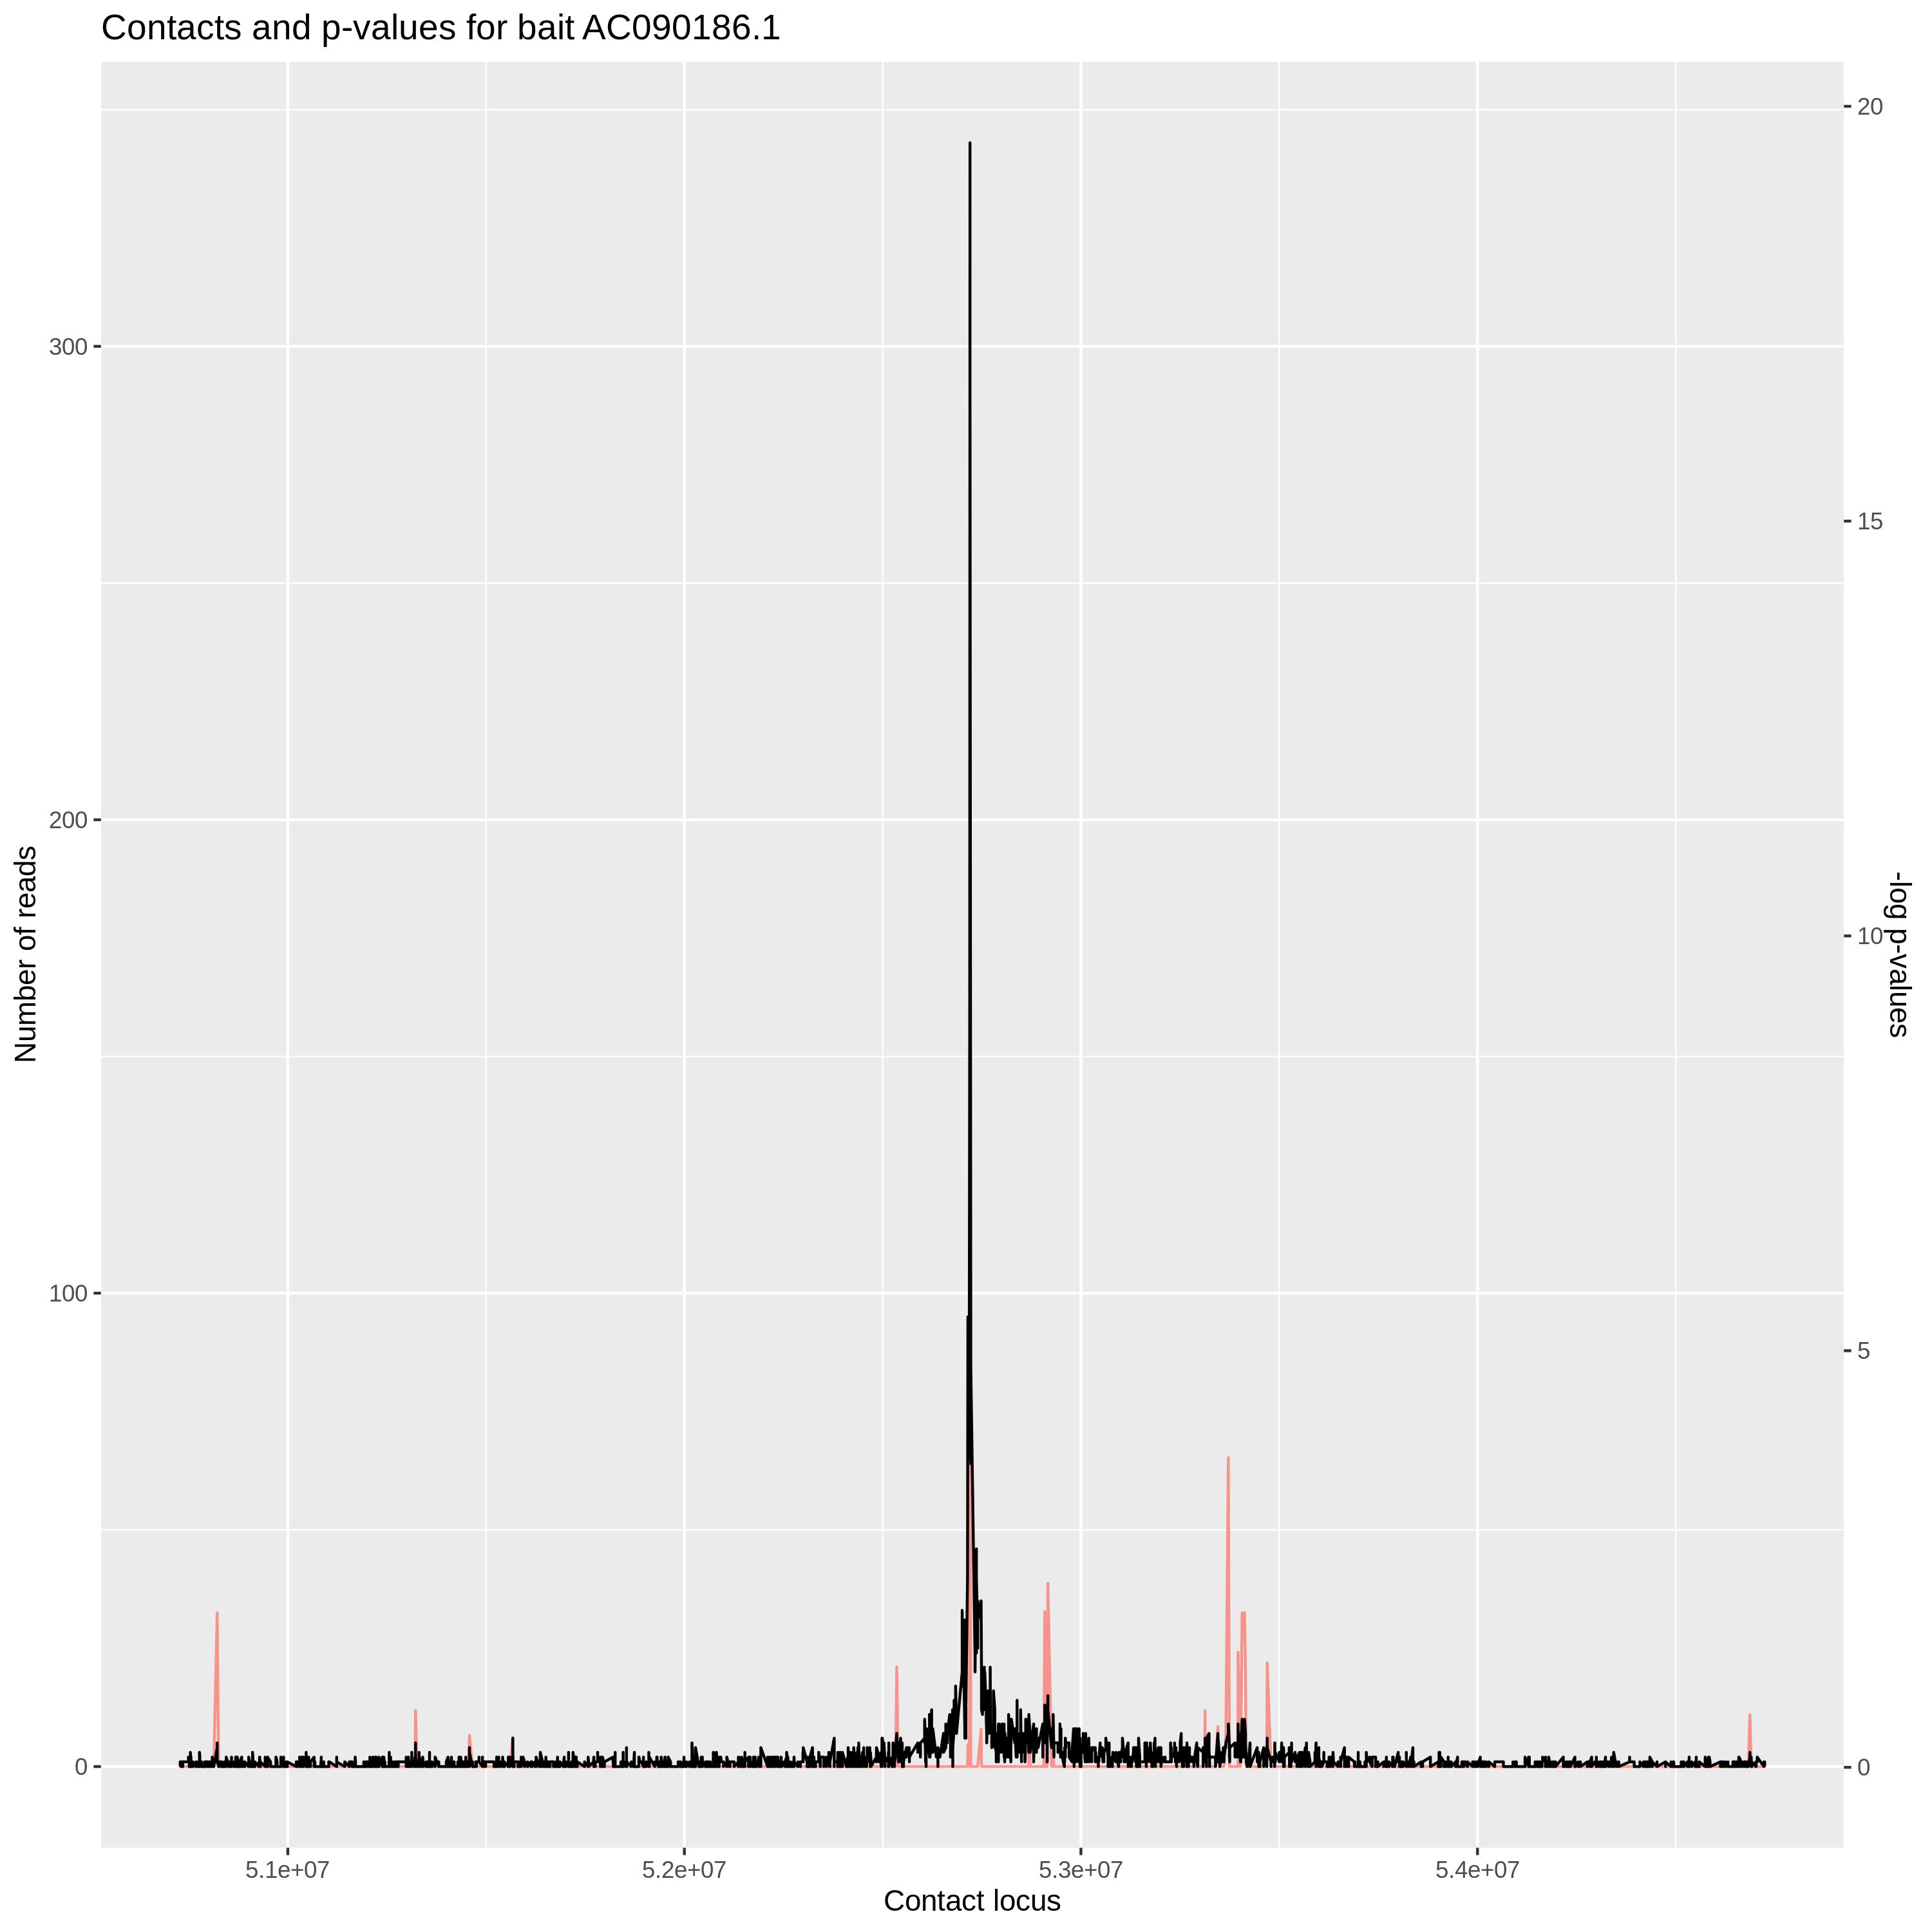 Contacts and p-values for bait AC090186.1
300
200
100
0
Number of reads
20
15
10
5
0
-log p-values
5.1e+07
5.2e+07
5.3e+07
5.4e+07
Contact locus